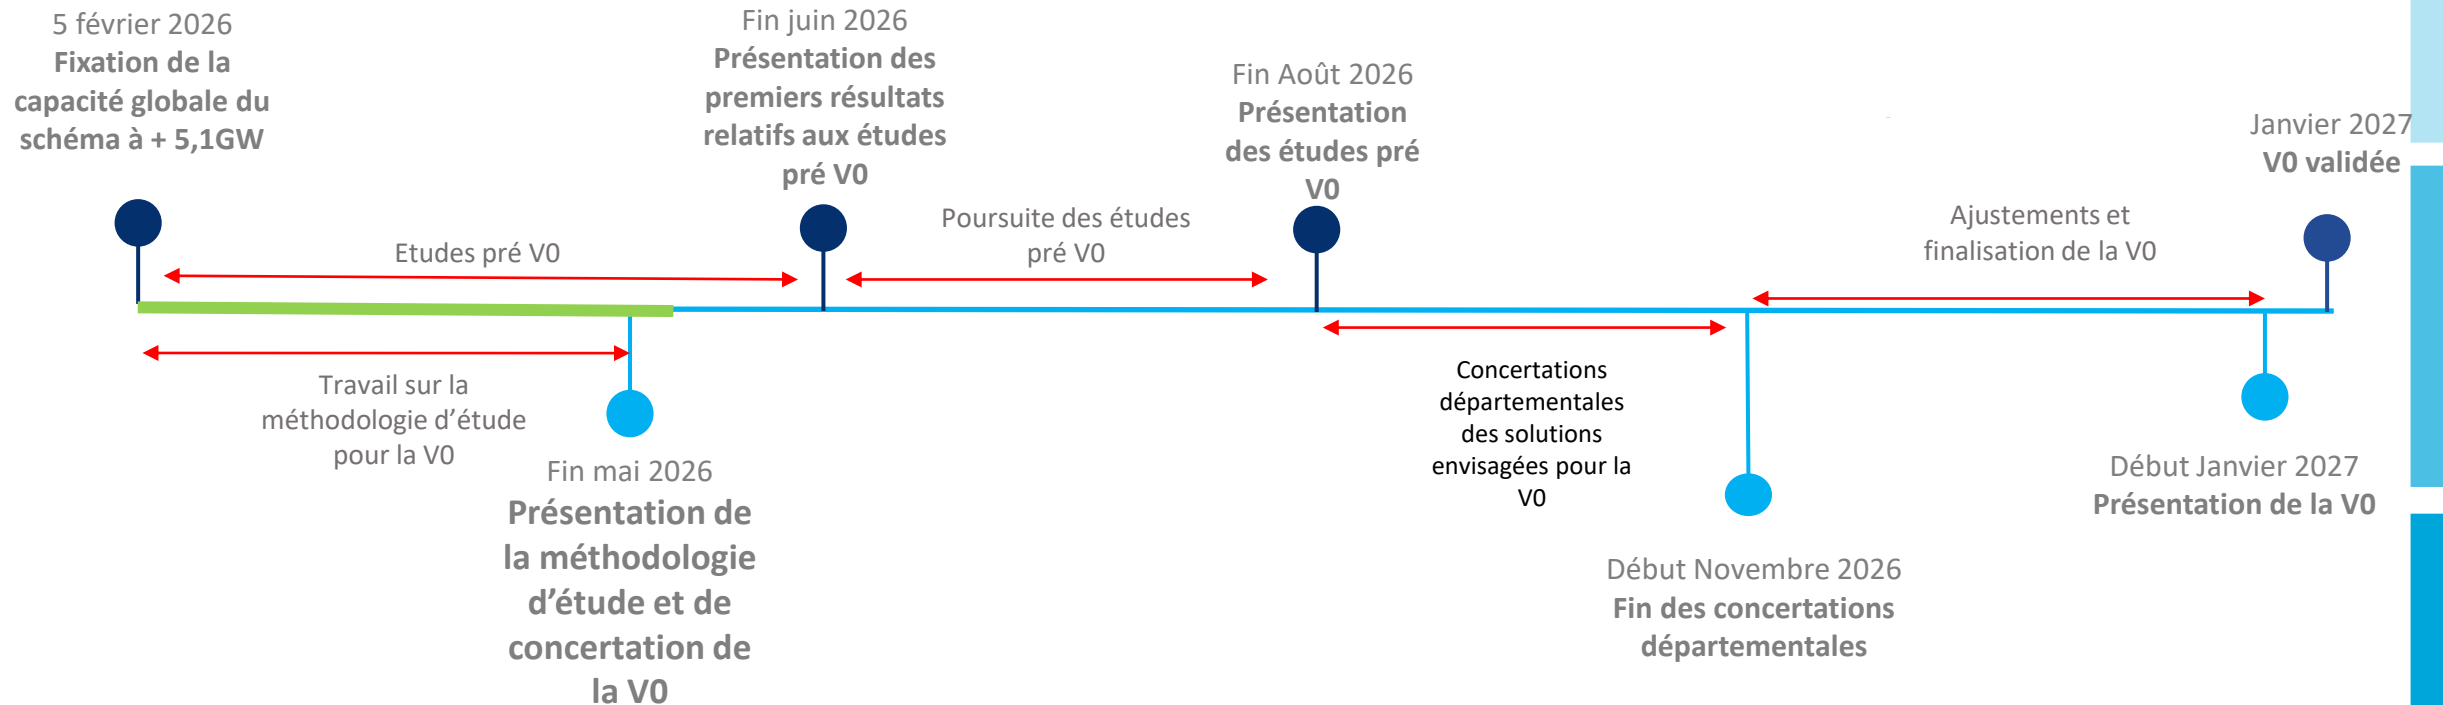 5 février 2026
Fixation de la
capacité globale du
schéma à + 5,1GW
Fin juin 2026
Présentation des
premiers résultats
relatifs aux études
pré V0
Fin Août 2026
Présentation
des études pré
V0
Janvier 2027
V0 validée
Etudes pré V0
Poursuite des études
pré V0
Ajustements et
finalisation de la V0
Travail sur la
méthodologie d’étude
pour la V0
Fin mai 2026
Présentation de
la méthodologie
d’étude et de
concertation de
la V0
Concertations
départementales
des solutions
envisagées pour la
V0
Début Novembre 2026
Fin des concertations
départementales
Début Janvier 2027
Présentation de la V0